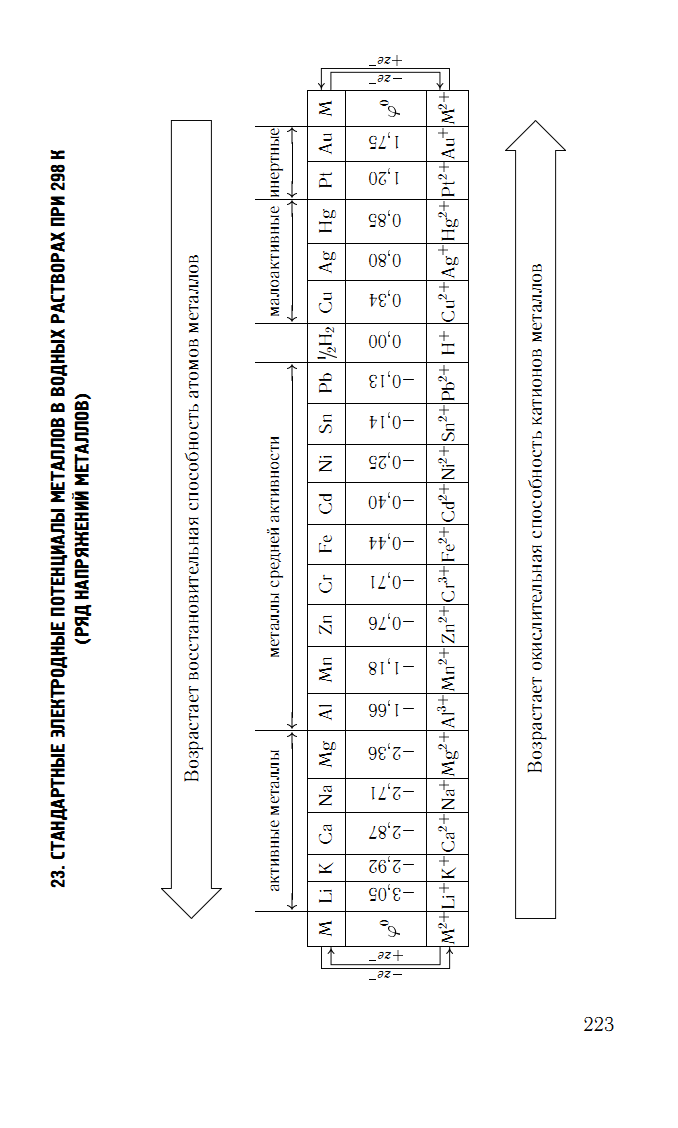 23. СТАНДАРТНЫЕ ЭЛЕКТРОДНЫЕ ПОТЕНЦИАЛЫ МЕТАЛЛОВ В ВОДНЫХ РАСТВОРАХ ПРИ 298 К
(РЯД НАПРЯЖЕНИЙ МЕТАЛЛОВ)
Возрастает восстановительная способность атомов металлов
активные металлы металлы средней активности малоактивные инертные
M Li K Ca Na Mg Al Mn Zn Cr Fe Cd Ni Sn Pb ½H₂ Cu Ag Hg Pt Au M
φ° −3,05 −2,92 −2,87 −2,71 −2,36 −1,66 −1,18 −0,76 −0,71 −0,44 −0,40 −0,25 −0,14 −0,13 0,00 0,34 0,80 0,85 1,20 1,75 φ°
M²⁺ Li⁺ K⁺ Ca²⁺ Na⁺ Mg²⁺ Al³⁺ Mn²⁺ Zn²⁺ Cr³⁺ Fe²⁺ Cd²⁺ Ni²⁺ Sn²⁺ Pb²⁺ H⁺ Cu²⁺ Ag⁺ Hg²⁺ Pt²⁺ Au⁺ M²⁺
−ze⁻ +ze⁻ −ze⁻ +ze⁻
Возрастает окислительная способность катионов металлов
223